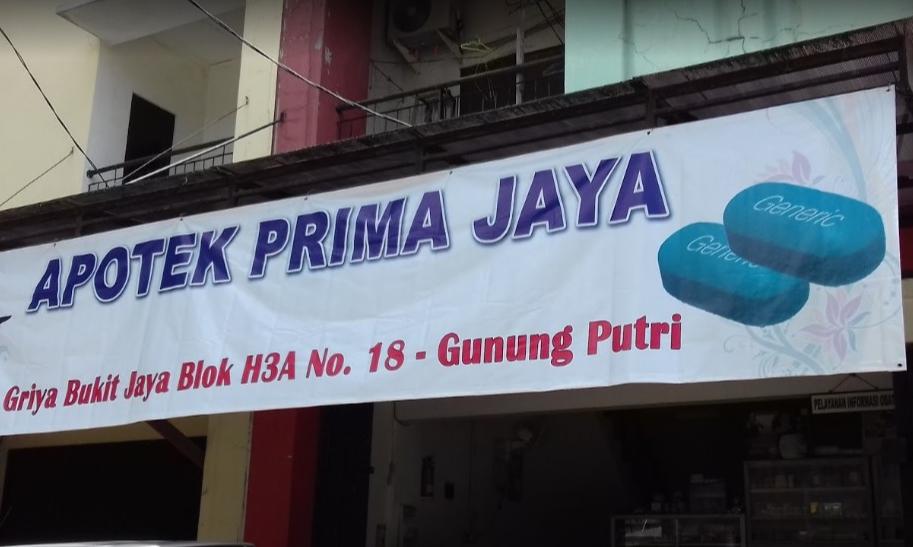 APOTEK PRIMA JAYA
Generic
Generic
Griya Bukit Jaya Blok H3A No. 18 - Gunung Putri
PELAYANAN INFORMASI OBAT